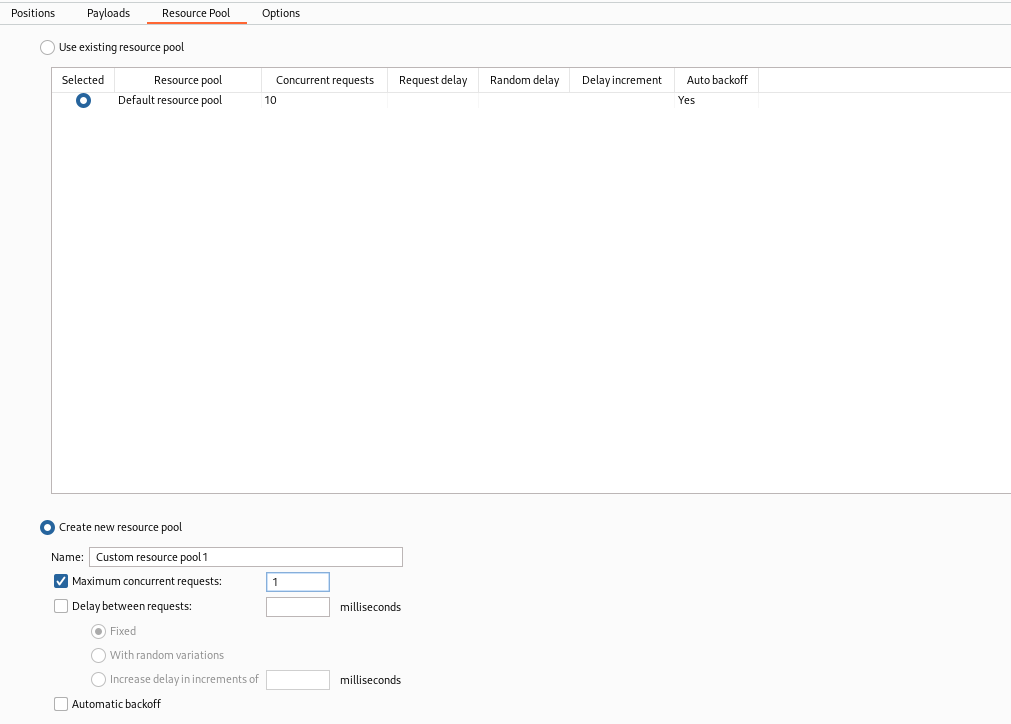 Positions Payloads Resource Pool Options
Use existing resource pool
Selected Resource pool Concurrent requests Request delay Random delay Delay increment Auto backoff
Default resource pool 10 Yes
Create new resource pool
Name: Custom resource pool 1
Maximum concurrent requests: 1
Delay between requests: milliseconds
Fixed
With random variations
Increase delay in increments of milliseconds
Automatic backoff